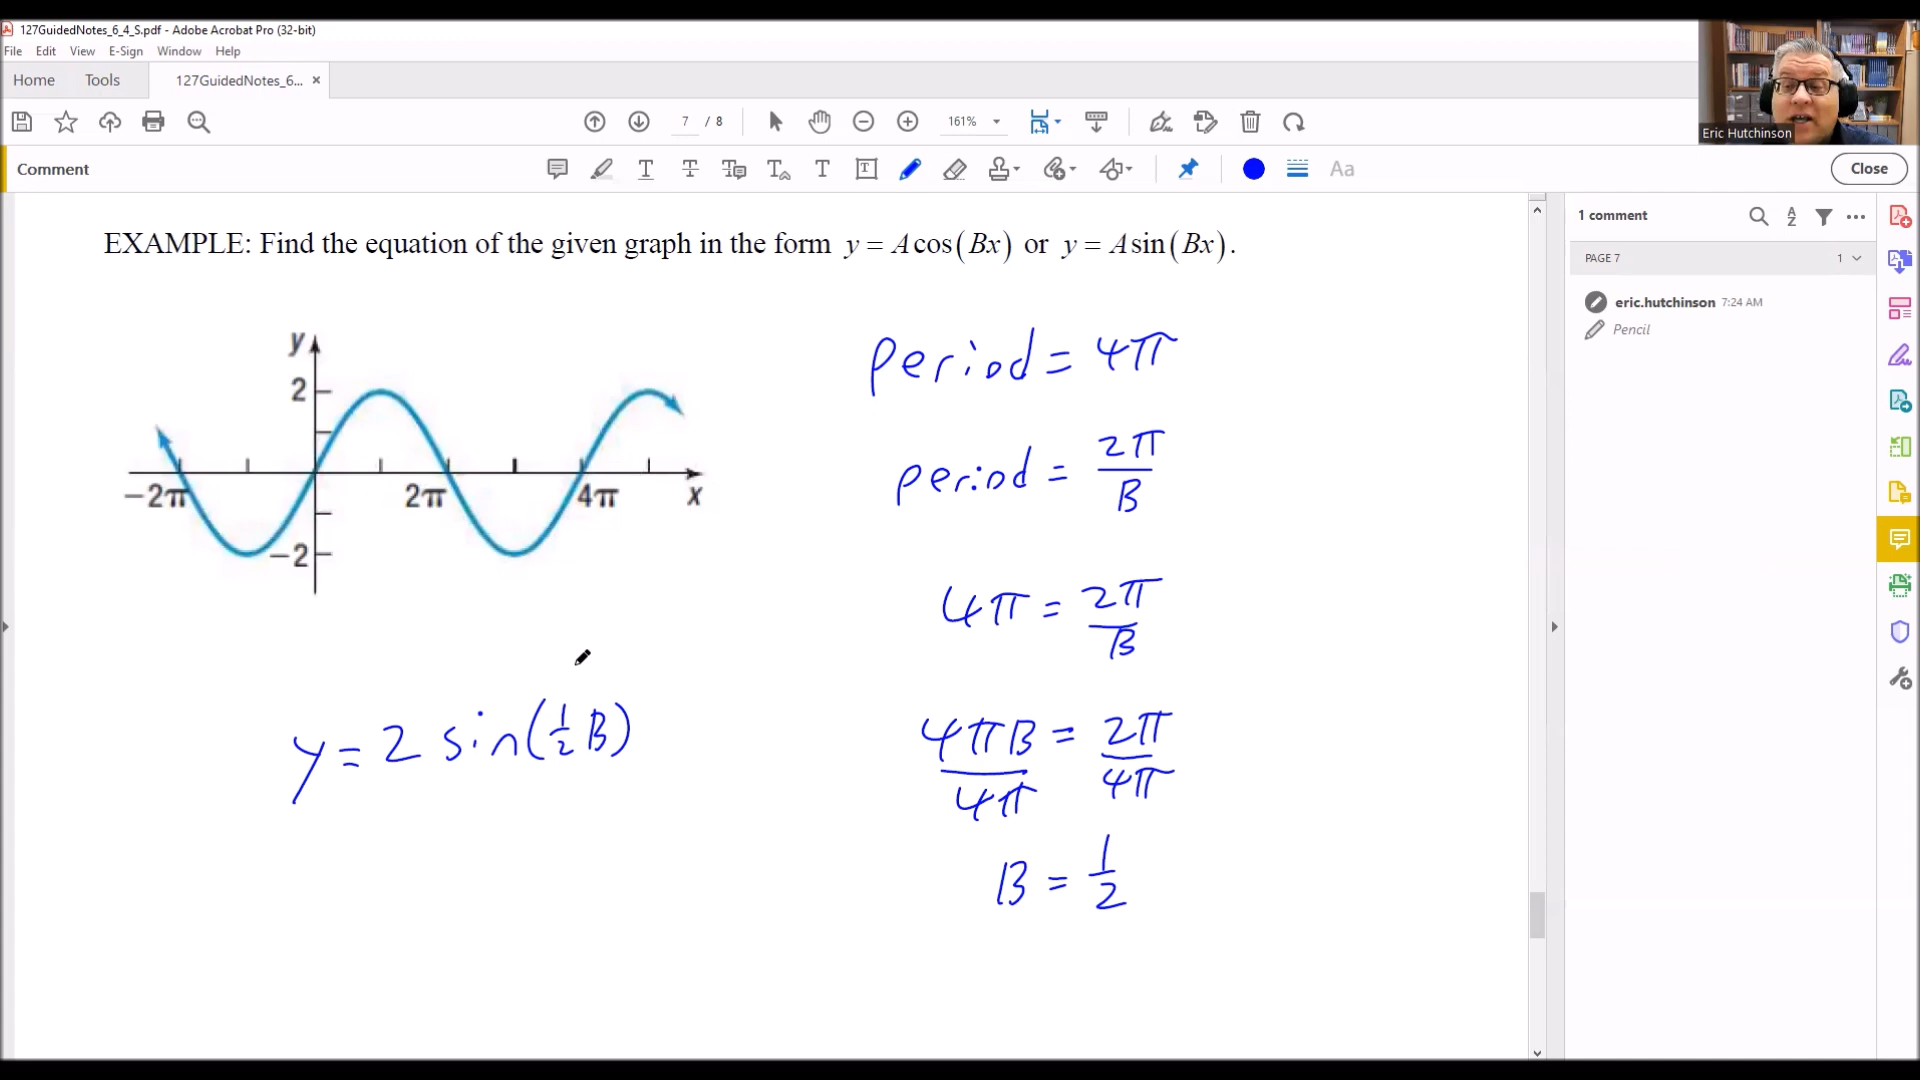 127GuidedNotes_6_4_S.pdf - Adobe Acrobat Pro (32-bit)
File Edit View E-Sign Window Help
Home Tools 127GuidedNotes_6... ×
7 / 8 161%
Eric Hutchinson
Comment
T T T T T Aa
Close
1 comment
PAGE 7 1
eric.hutchinson 7:24 AM
Pencil
EXAMPLE: Find the equation of the given graph in the form y = A cos(Bx) or y = A sin(Bx).
y
2
-2π 2π 4π x
-2
period = 4π
period = 2π/B
4π = 2π/B
4πB/4π = 2π/4π
B = 1/2
y = 2 sin(1/2 B)